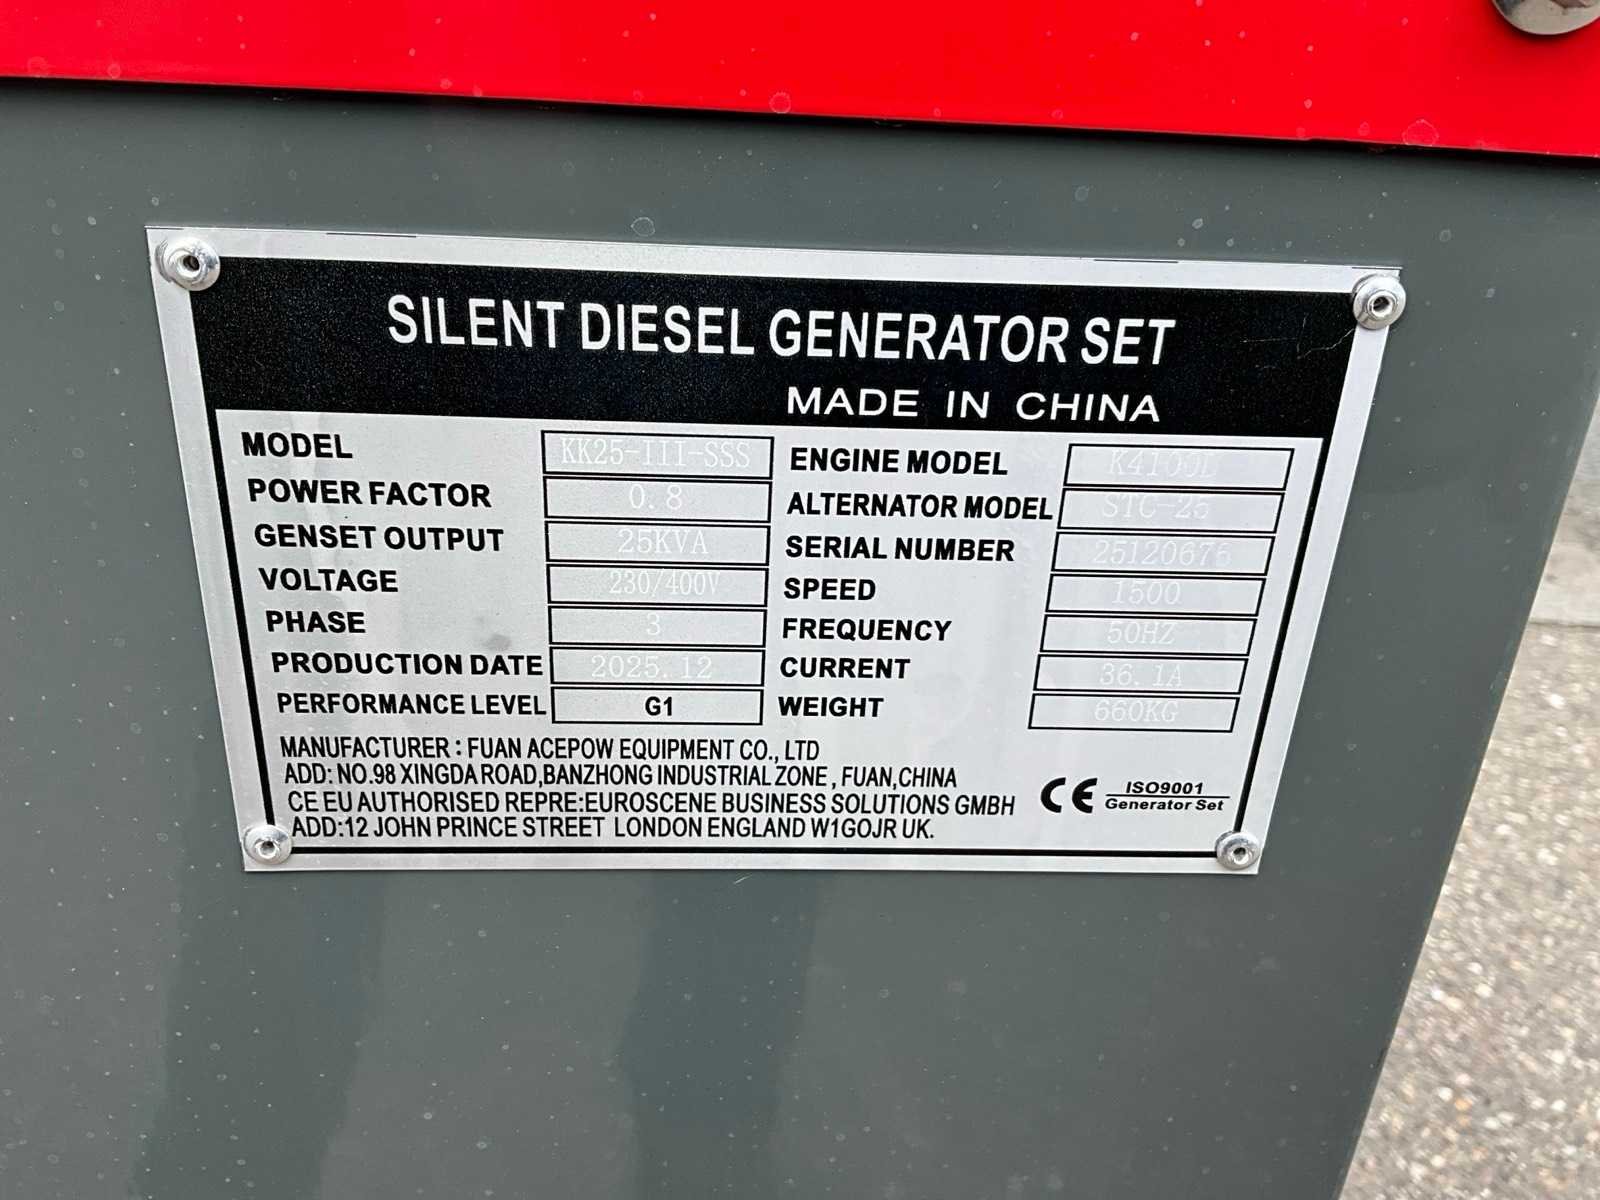 SILENT DIESEL GENERATOR SET
MADE IN CHINA
MODEL KK25-III-SSS
POWER FACTOR 0.8
GENSET OUTPUT 25KVA
VOLTAGE 230/400V
PHASE 3
PRODUCTION DATE 2025.12
PERFORMANCE LEVEL G1
ENGINE MODEL K4100D
ALTERNATOR MODEL STC-25
SERIAL NUMBER
SPEED 1500
FREQUENCY 50HZ
CURRENT 36.1A
WEIGHT 660KG
MANUFACTURER : FUAN ACEPOW EQUIPMENT CO., LTD
ADD: NO.98 XINGDA ROAD,BANZHONG INDUSTRIAL ZONE , FUAN,CHINA
CE EU AUTHORISED REPRE:EUROSCENE BUSINESS SOLUTIONS GMBH
ADD:12 JOHN PRINCE STREET LONDON ENGLAND W1GOJR UK.
CE ISO9001
Generator Set